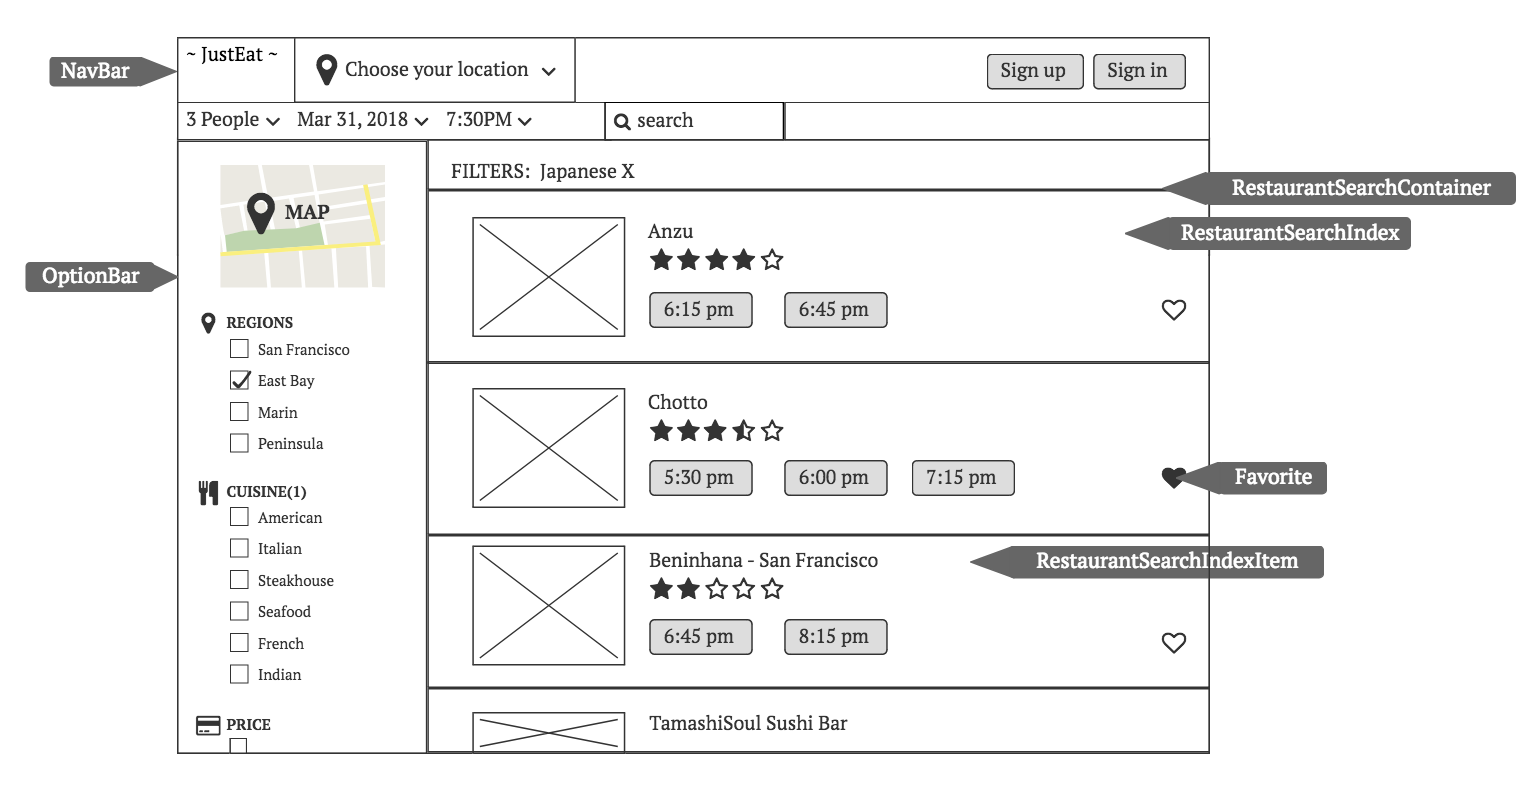 ~ JustEat ~
Choose your location
Sign up
Sign in
NavBar
3 People
Mar 31, 2018
7:30PM
search
FILTERS: Japanese X
RestaurantSearchContainer
MAP
OptionBar
REGIONS
San Francisco
East Bay
Marin
Peninsula
CUISINE(1)
American
Italian
Steakhouse
Seafood
French
Indian
PRICE
Anzu
RestaurantSearchIndex
6:15 pm
6:45 pm
Chotto
5:30 pm
6:00 pm
7:15 pm
Favorite
Beninhana - San Francisco
RestaurantSearchIndexItem
6:45 pm
8:15 pm
TamashiSoul Sushi Bar